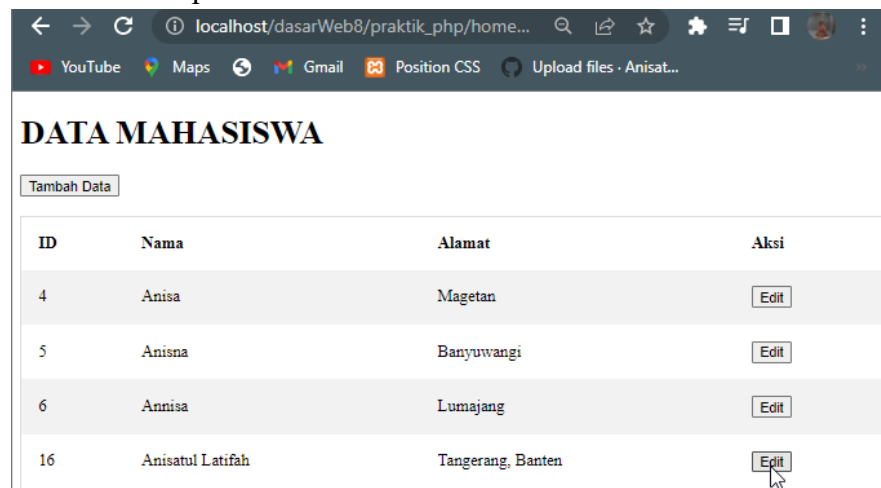 localhost/dasarWeb8/praktik_php/home...
YouTube Maps Gmail Position CSS Upload files · Anisat...
DATA MAHASISWA
Tambah Data
ID Nama Alamat Aksi
4 Anisa Magetan Edit
5 Anisna Banyuwangi Edit
6 Annisa Lumajang Edit
16 Anisatul Latifah Tangerang, Banten Edit